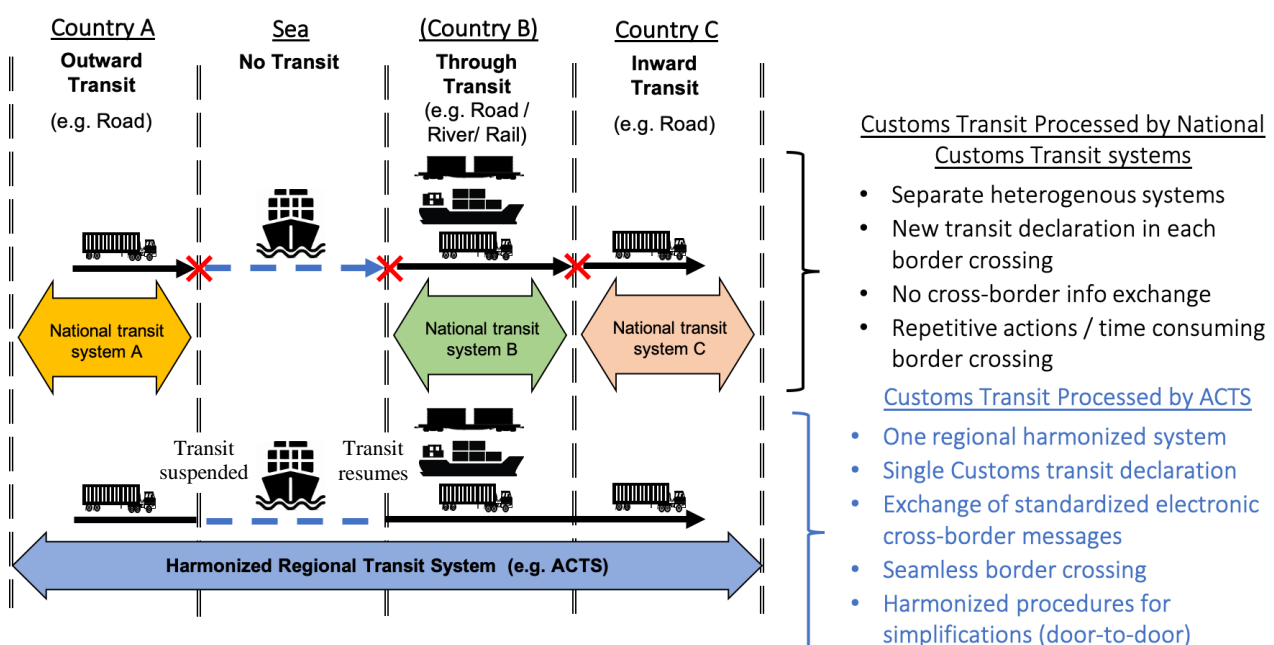 Country A
Outward
Transit
(e.g. Road)
Sea
No Transit
(Country B)
Through
Transit
(e.g. Road /
River/ Rail)
Country C
Inward
Transit
(e.g. Road)
National transit
system A
National transit
system B
National transit
system C
Transit
suspended
Transit
resumes
Harmonized Regional Transit System (e.g. ACTS)
Customs Transit Processed by National
Customs Transit systems
• Separate heterogenous systems
• New transit declaration in each
border crossing
• No cross-border info exchange
• Repetitive actions / time consuming
border crossing
Customs Transit Processed by ACTS
• One regional harmonized system
• Single Customs transit declaration
• Exchange of standardized electronic
cross-border messages
• Seamless border crossing
• Harmonized procedures for
simplifications (door-to-door)